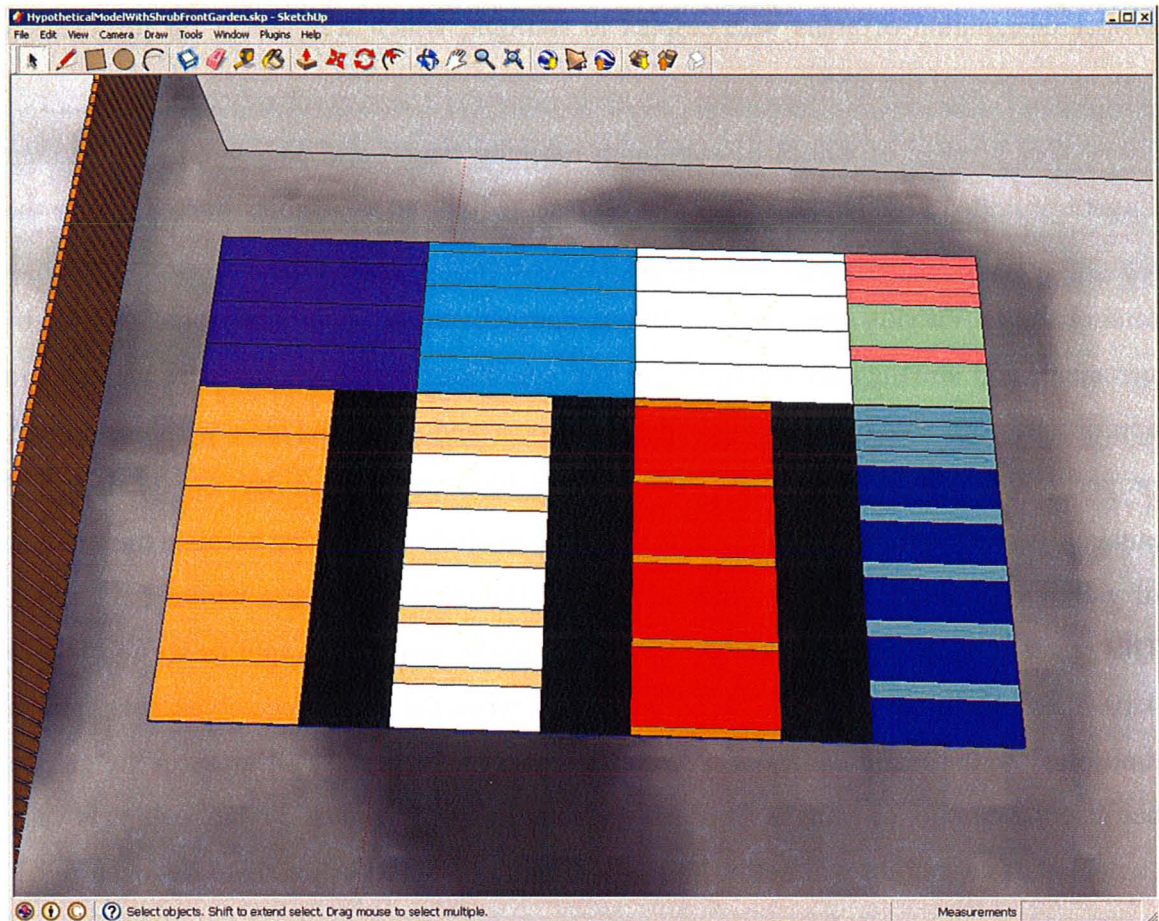 HypotheticalModelWithShrubFrontGarden.skp - SketchUp
File Edit View Camera Draw Tools Window Plugins Help
Select objects. Shift to extend select. Drag mouse to select multiple.
Measurements